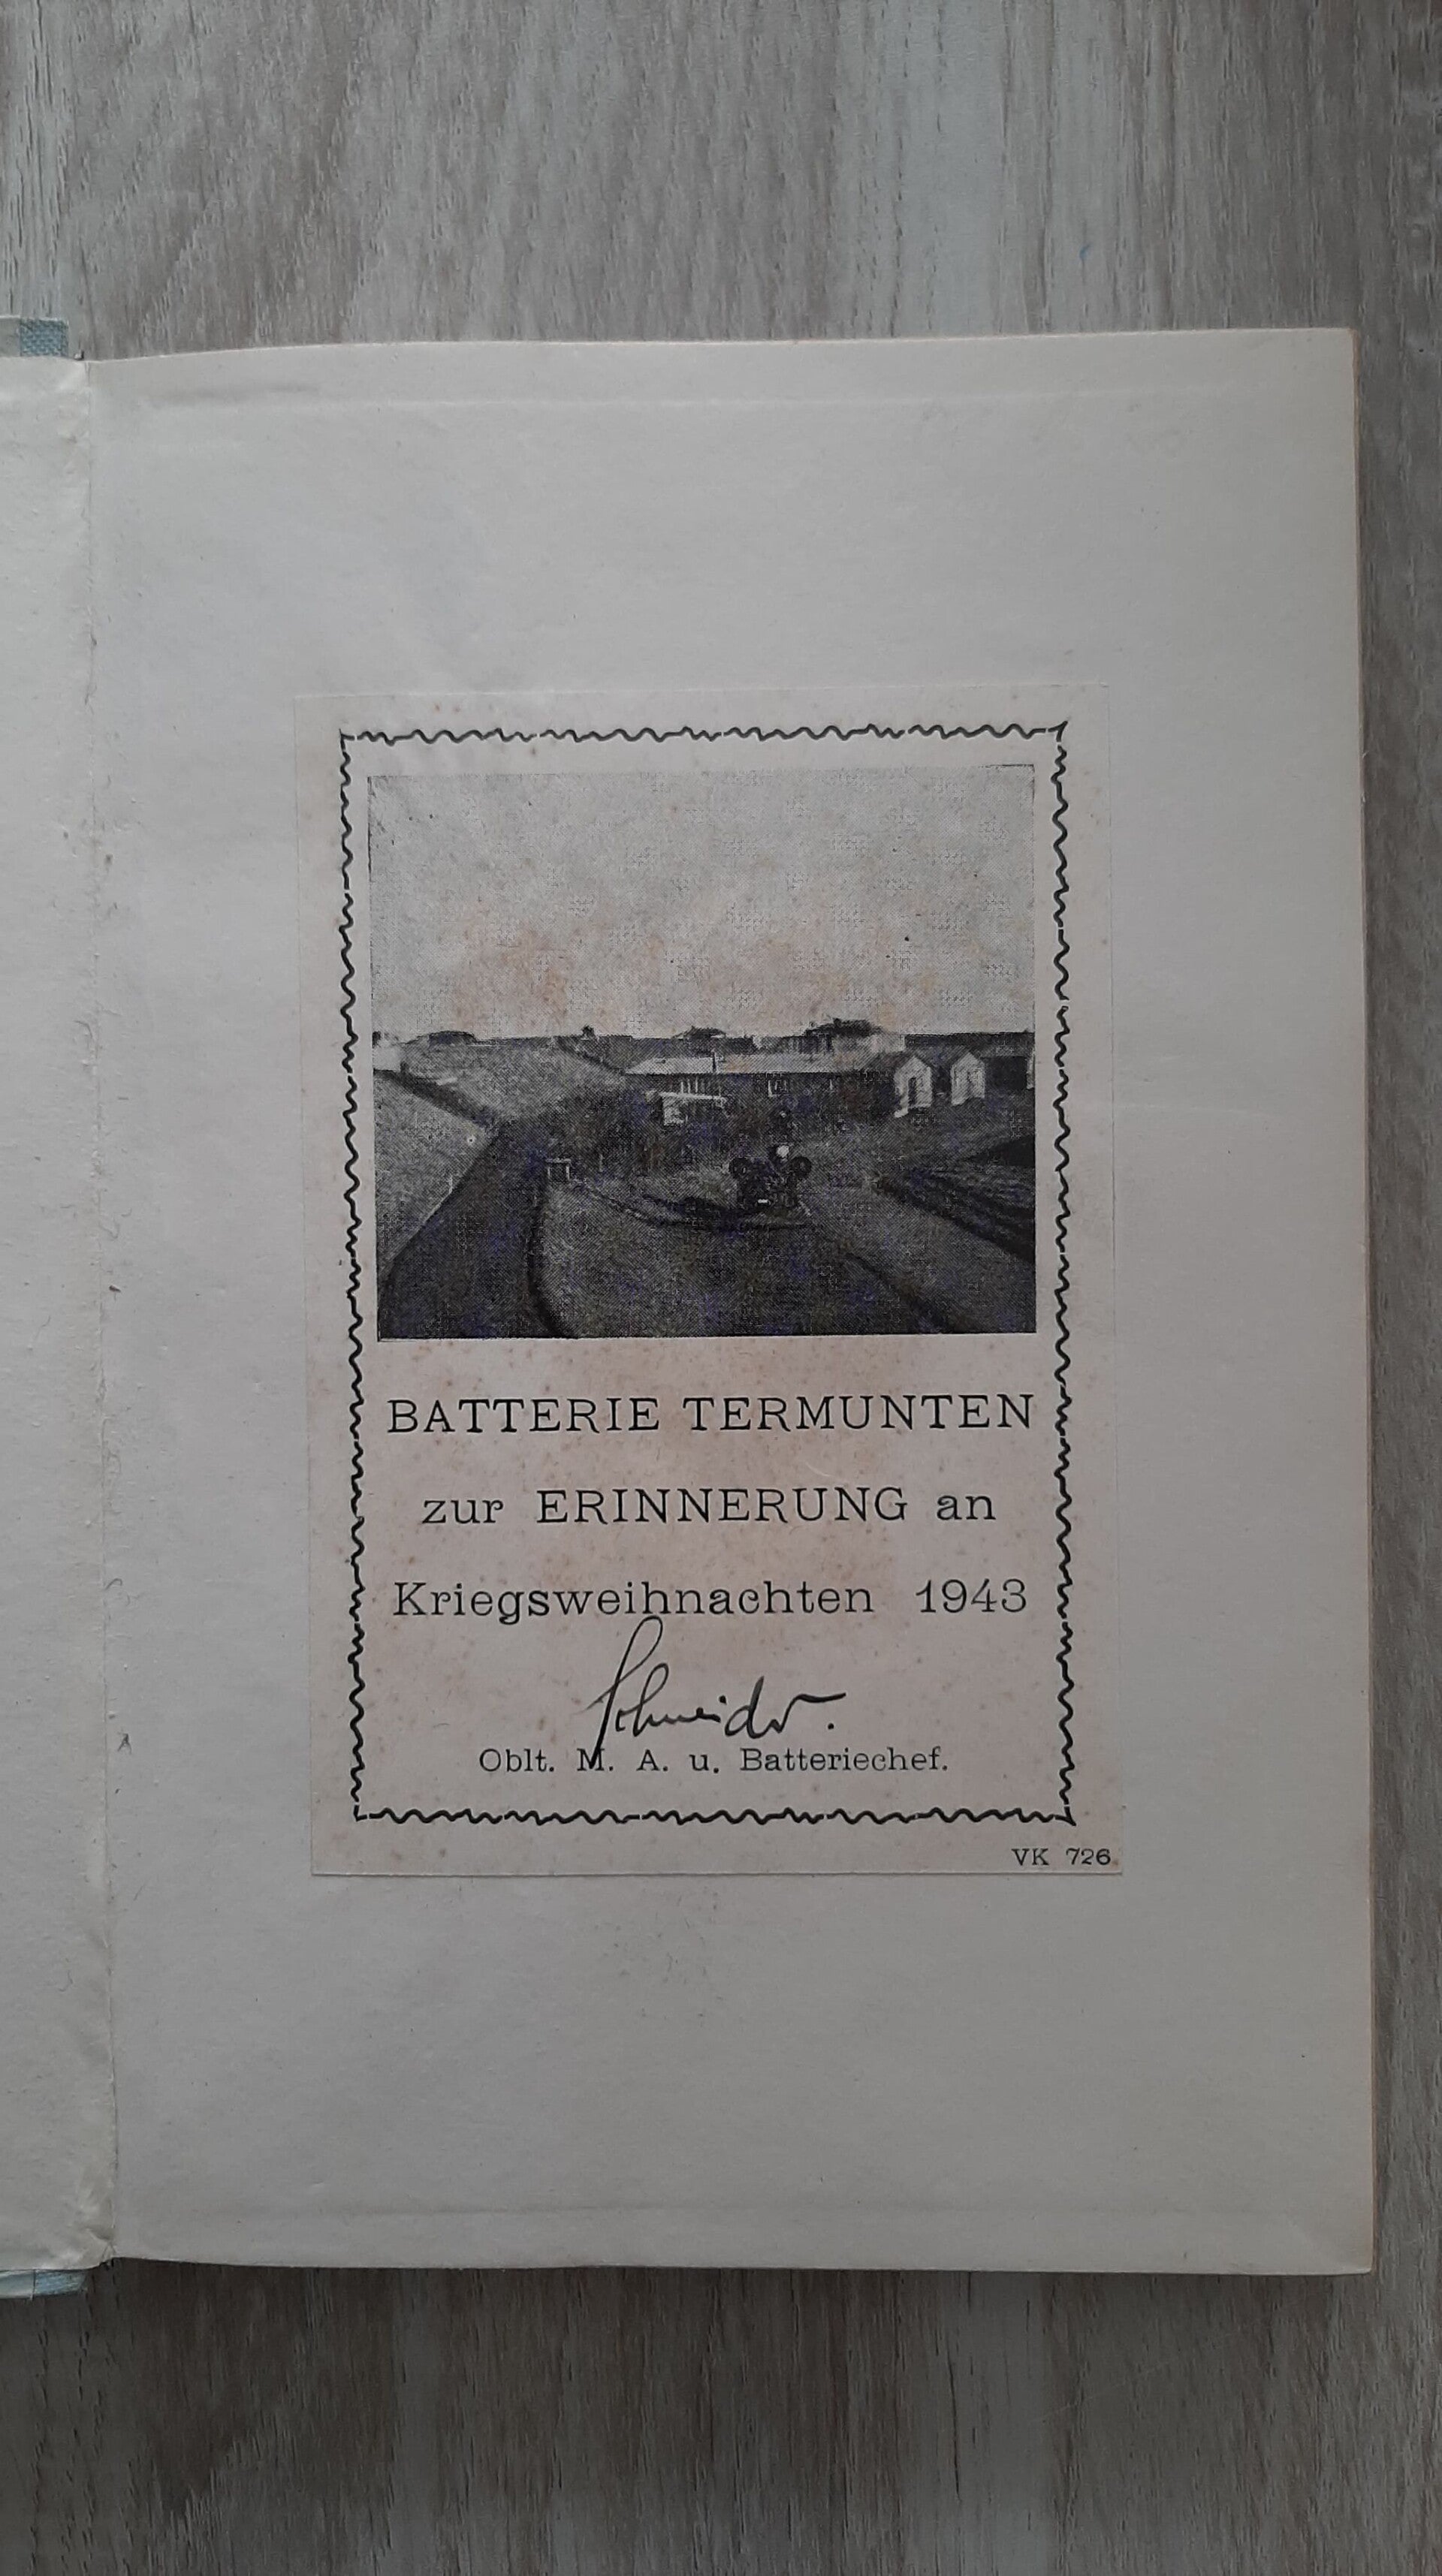 BATTERIE TERMUNTEN
zur ERINNERUNG an
Kriegsweihnachten 1943
Schneider.
Oblt. M. A. u. Batteriechef.
VK 726